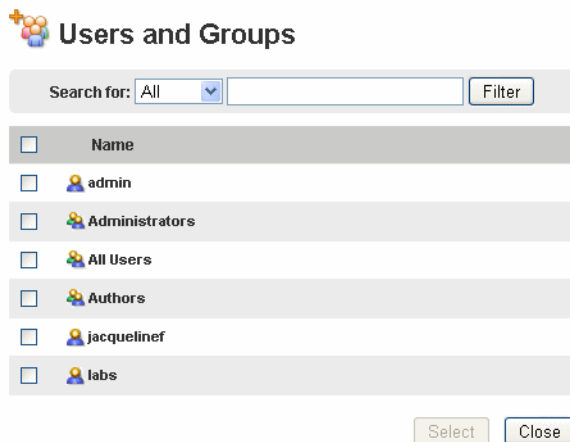 Users and Groups
Search for: All Filter
Name
admin
Administrators
All Users
Authors
jacquelinef
labs
Select Close